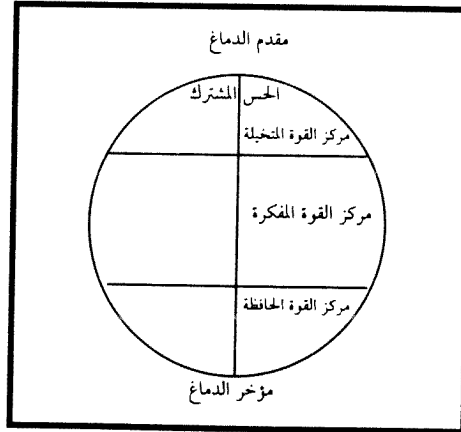 مقدم الدماغ
الحس المشترك
مركز القوة المتخيلة
مركز القوة المفكرة
مركز القوة الحافظة
مؤخر الدماغ